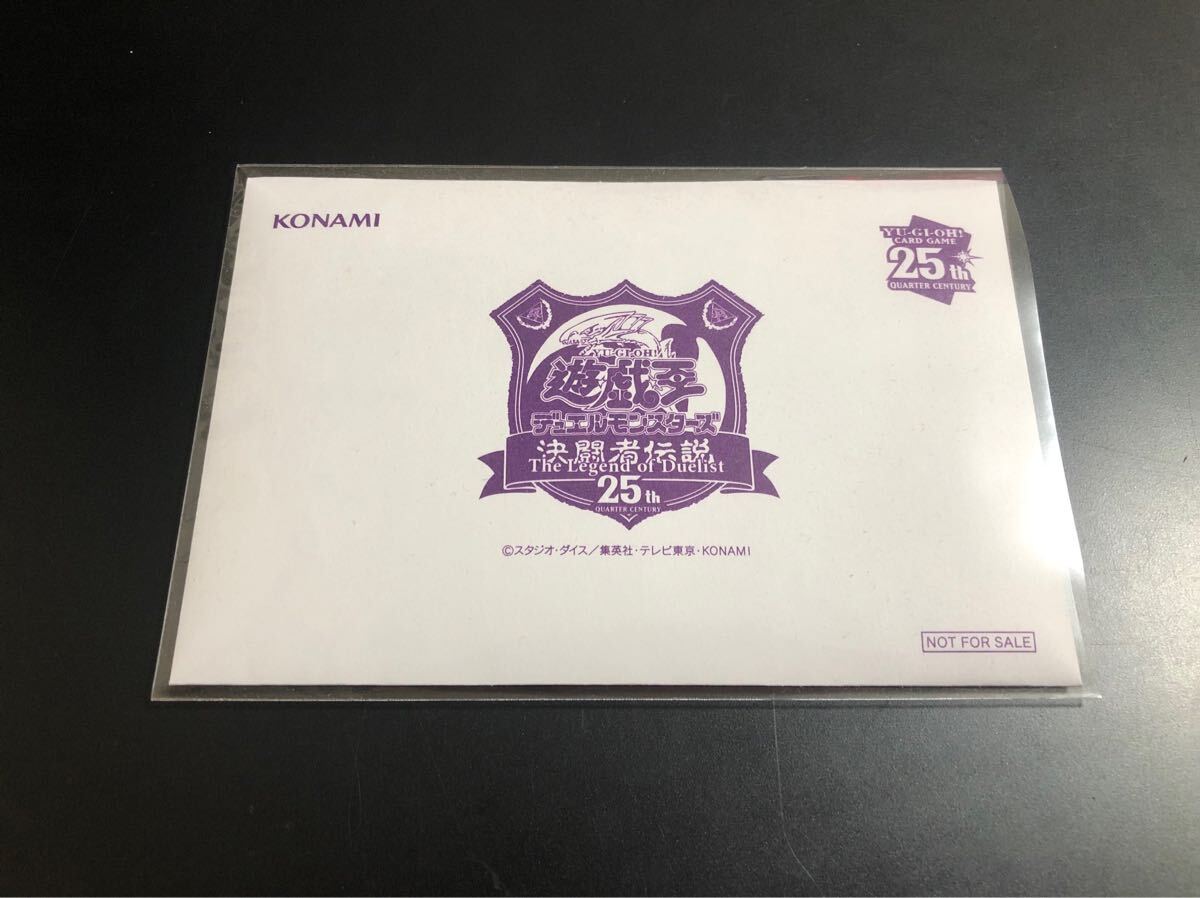 KONAMI
YU-GI-OH!
CARD GAME
25th
QUARTER CENTURY
YU-GI-OH!
遊戯王
デュエルモンスターズ
決闘者伝説
The Legend of Duelist
25th
QUARTER CENTURY
©スタジオ・ダイス／集英社・テレビ東京・KONAMI
NOT FOR SALE